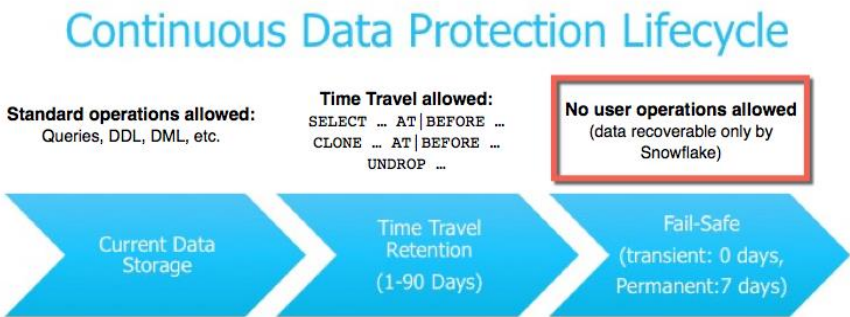 Continuous Data Protection Lifecycle
Standard operations allowed:
Queries, DDL, DML, etc.
Time Travel allowed:
SELECT … AT|BEFORE …
CLONE … AT|BEFORE …
UNDROP …
No user operations allowed
(data recoverable only by
Snowflake)
Current Data
Storage
Time Travel
Retention
(1-90 Days)
Fail-Safe
(transient: 0 days,
Permanent:7 days)